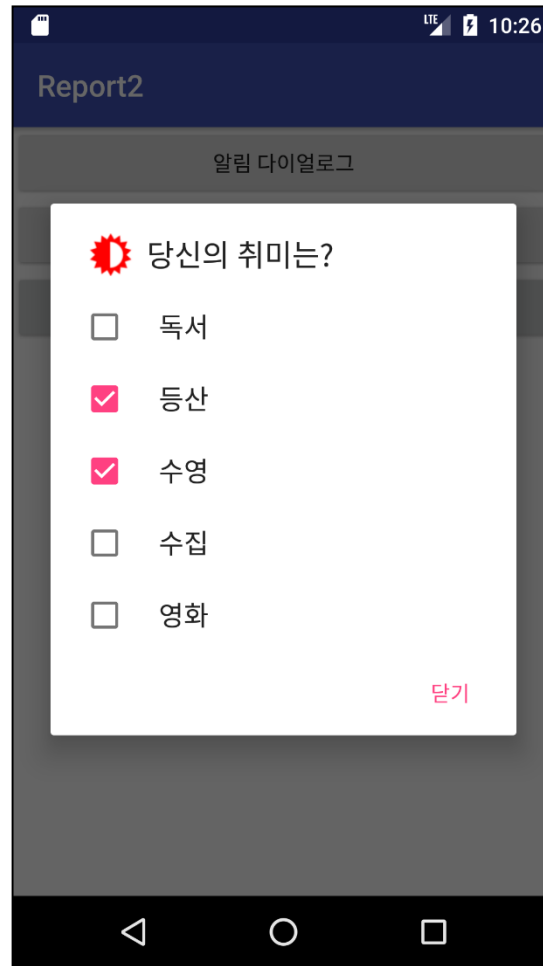 LTE 10:26
Report2
알림 다이얼로그
당신의 취미는?
독서
등산
수영
수집
영화
닫기